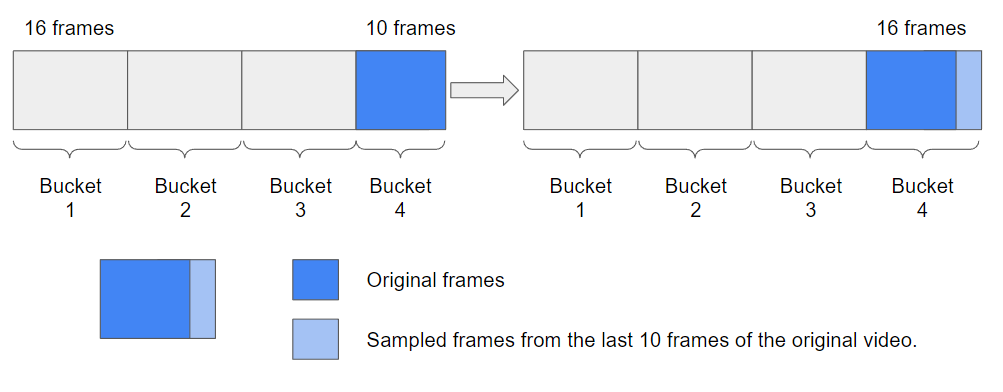 16 frames
10 frames
16 frames
Bucket
1
Bucket
2
Bucket
3
Bucket
4
Bucket
1
Bucket
2
Bucket
3
Bucket
4
Original frames
Sampled frames from the last 10 frames of the original video.